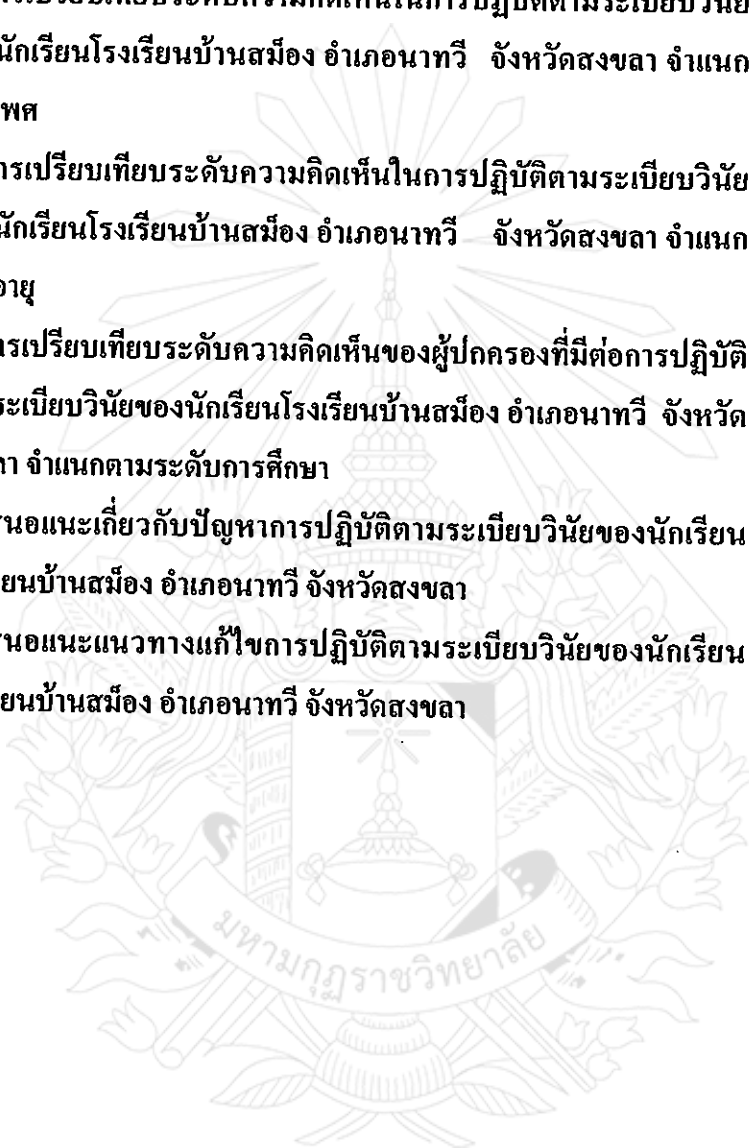 นักเรียนโรงเรียนบ้านสม็อง อำเภอนาทวี จังหวัดสงขลา จำแนก
เพศ
การเปรียบเทียบระดับความคิดเห็นในการปฏิบัติตามระเบียบวินัย
นักเรียนโรงเรียนบ้านสม็อง อำเภอนาทวี จังหวัดสงขลา จำแนก
อายุ
การเปรียบเทียบระดับความคิดเห็นของผู้ปกครองที่มีต่อการปฏิบัติ
ระเบียบวินัยของนักเรียนโรงเรียนบ้านสม็อง อำเภอนาทวี จังหวัด
ลา จำแนกตามระดับการศึกษา
สนอแนะเกี่ยวกับปัญหาการปฏิบัติตามระเบียบวินัยของนักเรียน
ียนบ้านสม็อง อำเภอนาทวี จังหวัดสงขลา
สนอแนะแนวทางแก้ไขการปฏิบัติตามระเบียบวินัยของนักเรียน
ียนบ้านสม็อง อำเภอนาทวี จังหวัดสงขลา
มหามกุฏราชวิทยาลัย